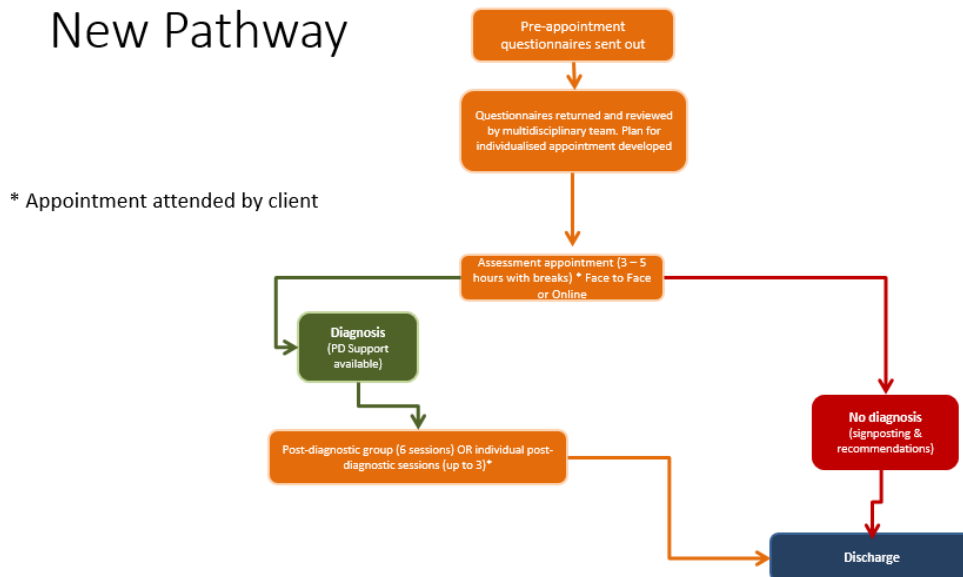 New Pathway
Pre-appointment
questionnaires sent out
Questionnaires returned and reviewed
by multidisciplinary team. Plan for
individualised appointment developed
* Appointment attended by client
Assessment appointment (3 – 5
hours with breaks) * Face to Face
or Online
Diagnosis
(PD Support
available)
No diagnosis
(signposting &
recommendations)
Post-diagnostic group (6 sessions) OR individual post-
diagnostic sessions (up to 3)*
Discharge